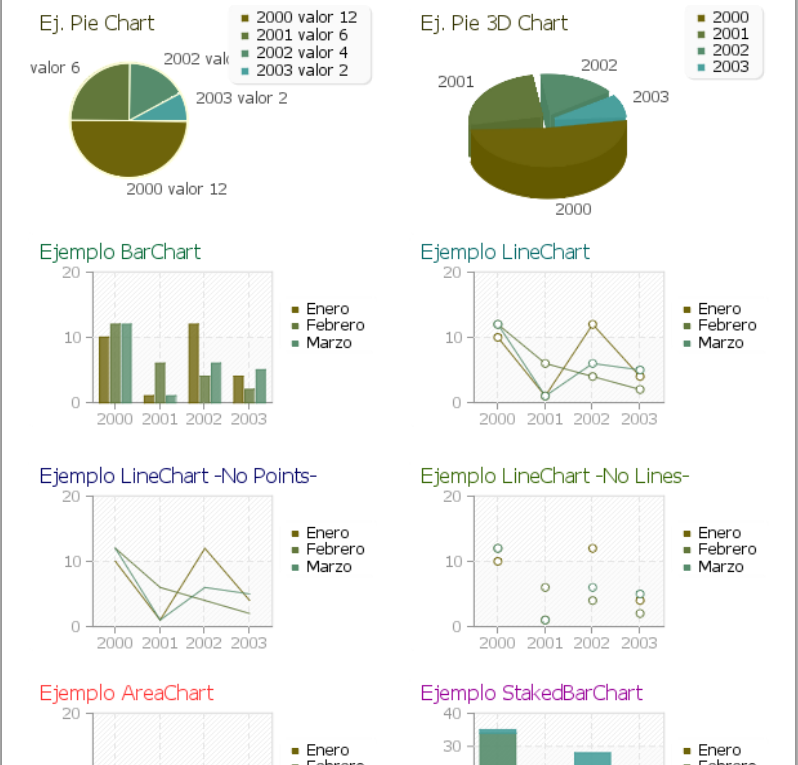 Ej. Pie Chart
2000 valor 12
2001 valor 6
2002 valor 4
2003 valor 2
valor 6
2002
2003 valor 2
2000 valor 12
Ej. Pie 3D Chart
2000
2001
2002
2003
2001
2002
2003
2000
Ejemplo BarChart
20
10
0
2000 2001 2002 2003
Enero
Febrero
Marzo
Ejemplo LineChart
20
10
0
2000 2001 2002 2003
Enero
Febrero
Marzo
Ejemplo LineChart -No Points-
20
10
0
2000 2001 2002 2003
Enero
Febrero
Marzo
Ejemplo LineChart -No Lines-
20
10
0
2000 2001 2002 2003
Enero
Febrero
Marzo
Ejemplo AreaChart
20
Enero
Febrero
Ejemplo StakedBarChart
40
30
Enero
Febrero